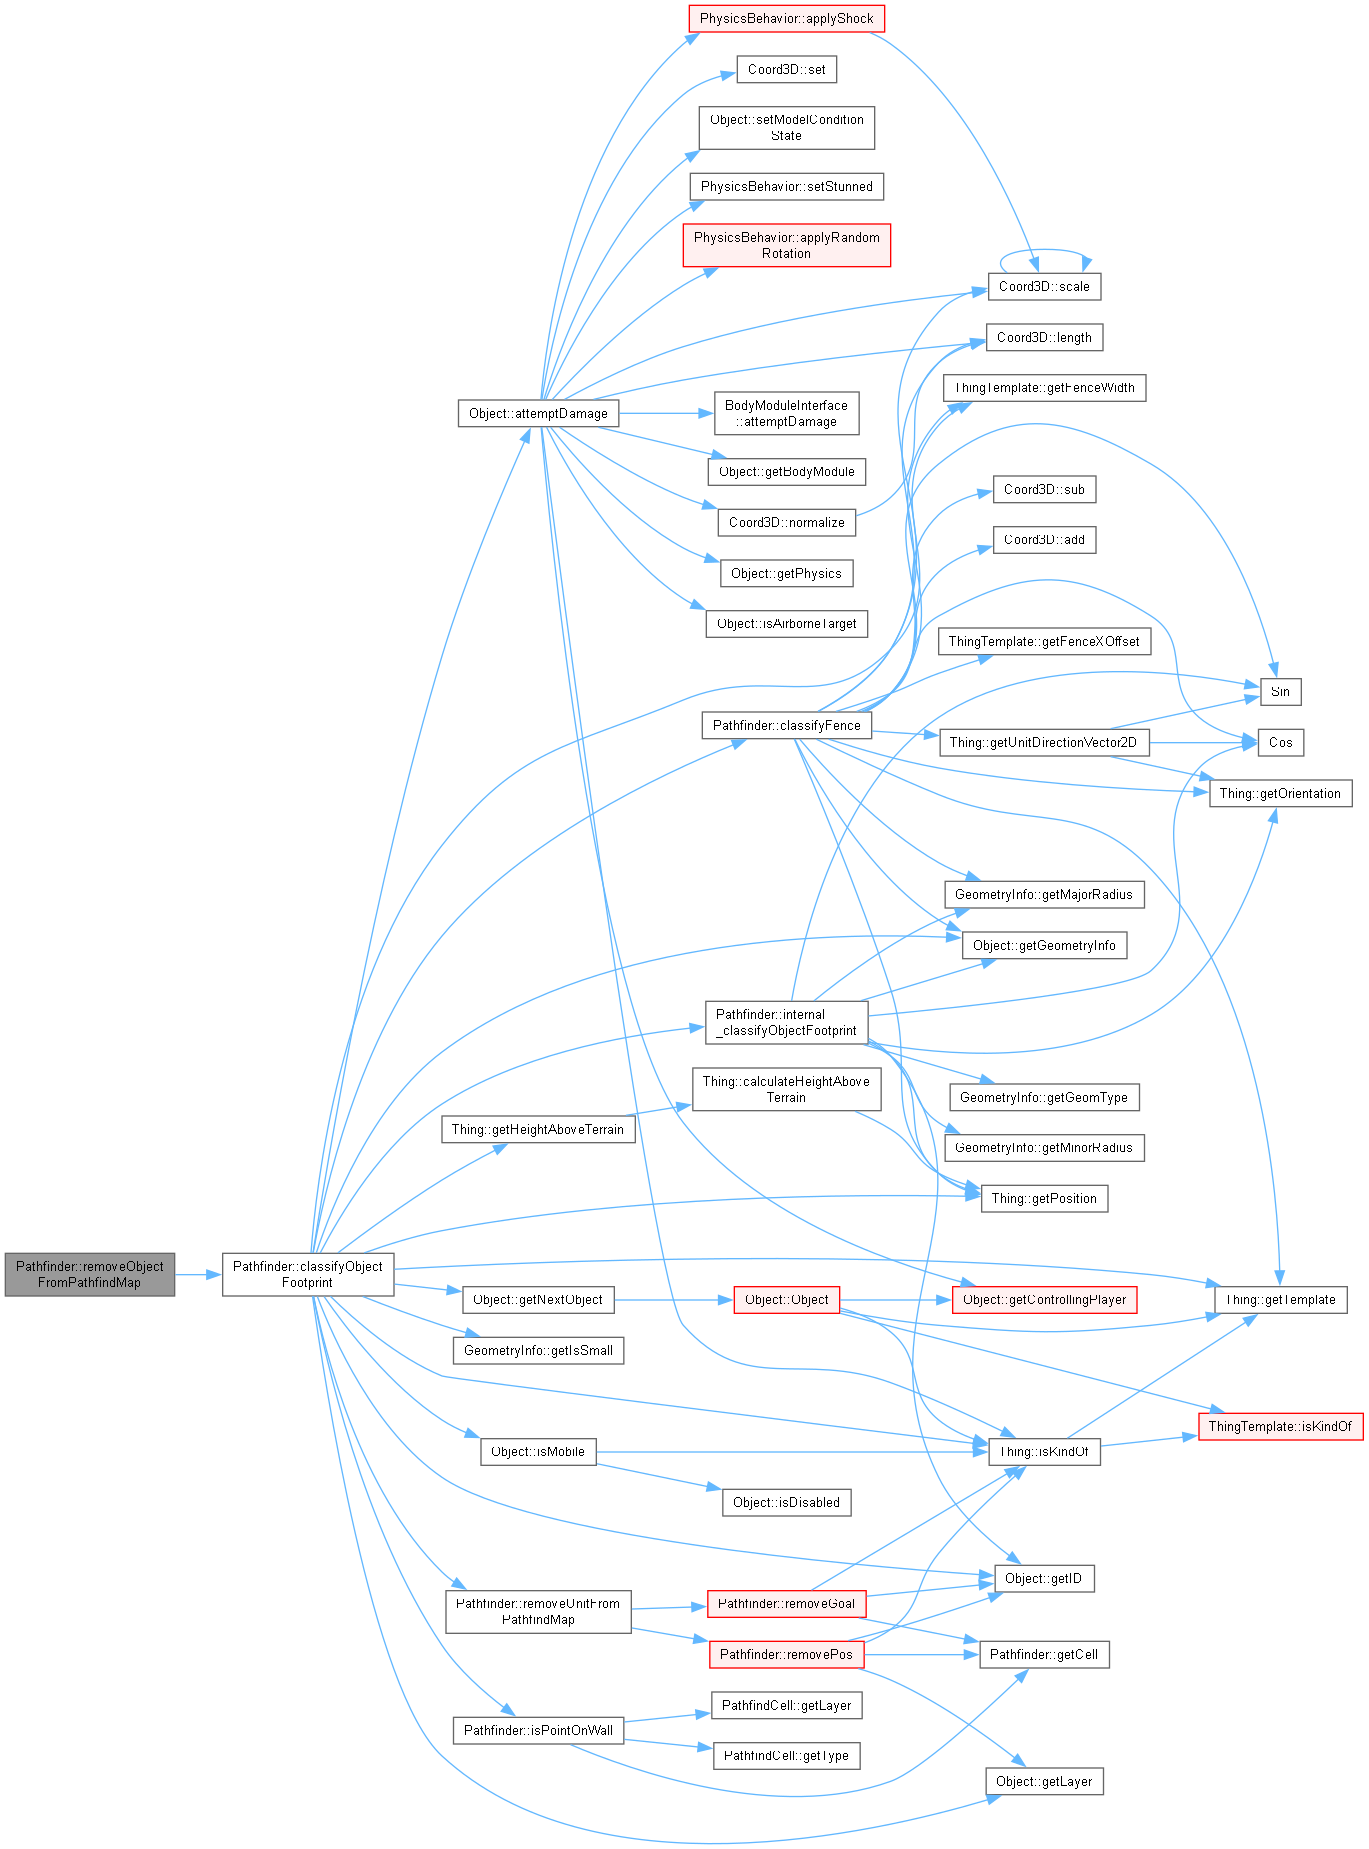 PhysicsBehavior::applyShock
Coord3D::set
Object::setModelCondition
State
PhysicsBehavior::setStunned
PhysicsBehavior::applyRandom
Rotation
Coord3D::scale
Coord3D::length
ThingTemplate::getFenceWidth
Object::attemptDamage
BodyModuleInterface
::attemptDamage
Object::getBodyModule
Coord3D::sub
Coord3D::normalize
Coord3D::add
Object::getPhysics
Object::isAirborneTarget
ThingTemplate::getFenceXOffset
Sin
Pathfinder::classifyFence
Thing::getUnitDirectionVector2D
Cos
Thing::getOrientation
GeometryInfo::getMajorRadius
Object::getGeometryInfo
Pathfinder::internal
_classifyObjectFootprint
Thing::calculateHeightAbove
Terrain
GeometryInfo::getGeomType
Thing::getHeightAboveTerrain
GeometryInfo::getMinorRadius
Thing::getPosition
Pathfinder::removeObject
FromPathfindMap
Pathfinder::classifyObject
Footprint
Object::getNextObject
Object::Object
Object::getControllingPlayer
Thing::getTemplate
GeometryInfo::getIsSmall
ThingTemplate::isKindOf
Object::isMobile
Thing::isKindOf
Object::isDisabled
Object::getID
Pathfinder::removeUnitFrom
PathfindMap
Pathfinder::removeGoal
Pathfinder::removePos
Pathfinder::getCell
PathfindCell::getLayer
Pathfinder::isPointOnWall
PathfindCell::getType
Object::getLayer